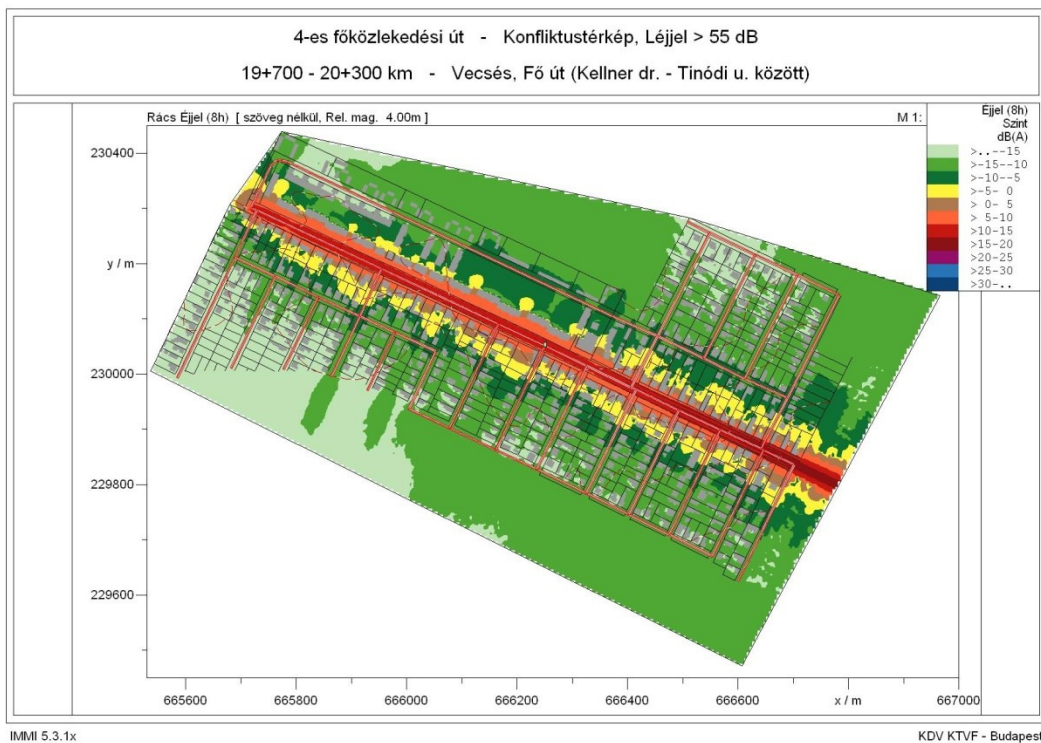 4-es főközlekedési út - Konfliktustérkép, Léjjel > 55 dB
19+700 - 20+300 km - Vecsés, Fő út (Kellner dr. - Tinódi u. között)
Rács Éjjel (8h) [ szöveg nélkül, Rel. mag. 4.00m ]
M 1:
Éjjel (8h)
Szint
dB(A)
>..--15
>-15--10
>-10--5
>-5- 0
> 0- 5
> 5-10
>10-15
>15-20
>20-25
>25-30
>30-..
230400
y / m
230000
229800
229600
665600
665800
666000
666200
666400
666600
x / m
667000
IMMI 5.3.1x
KDV KTVF - Budapest